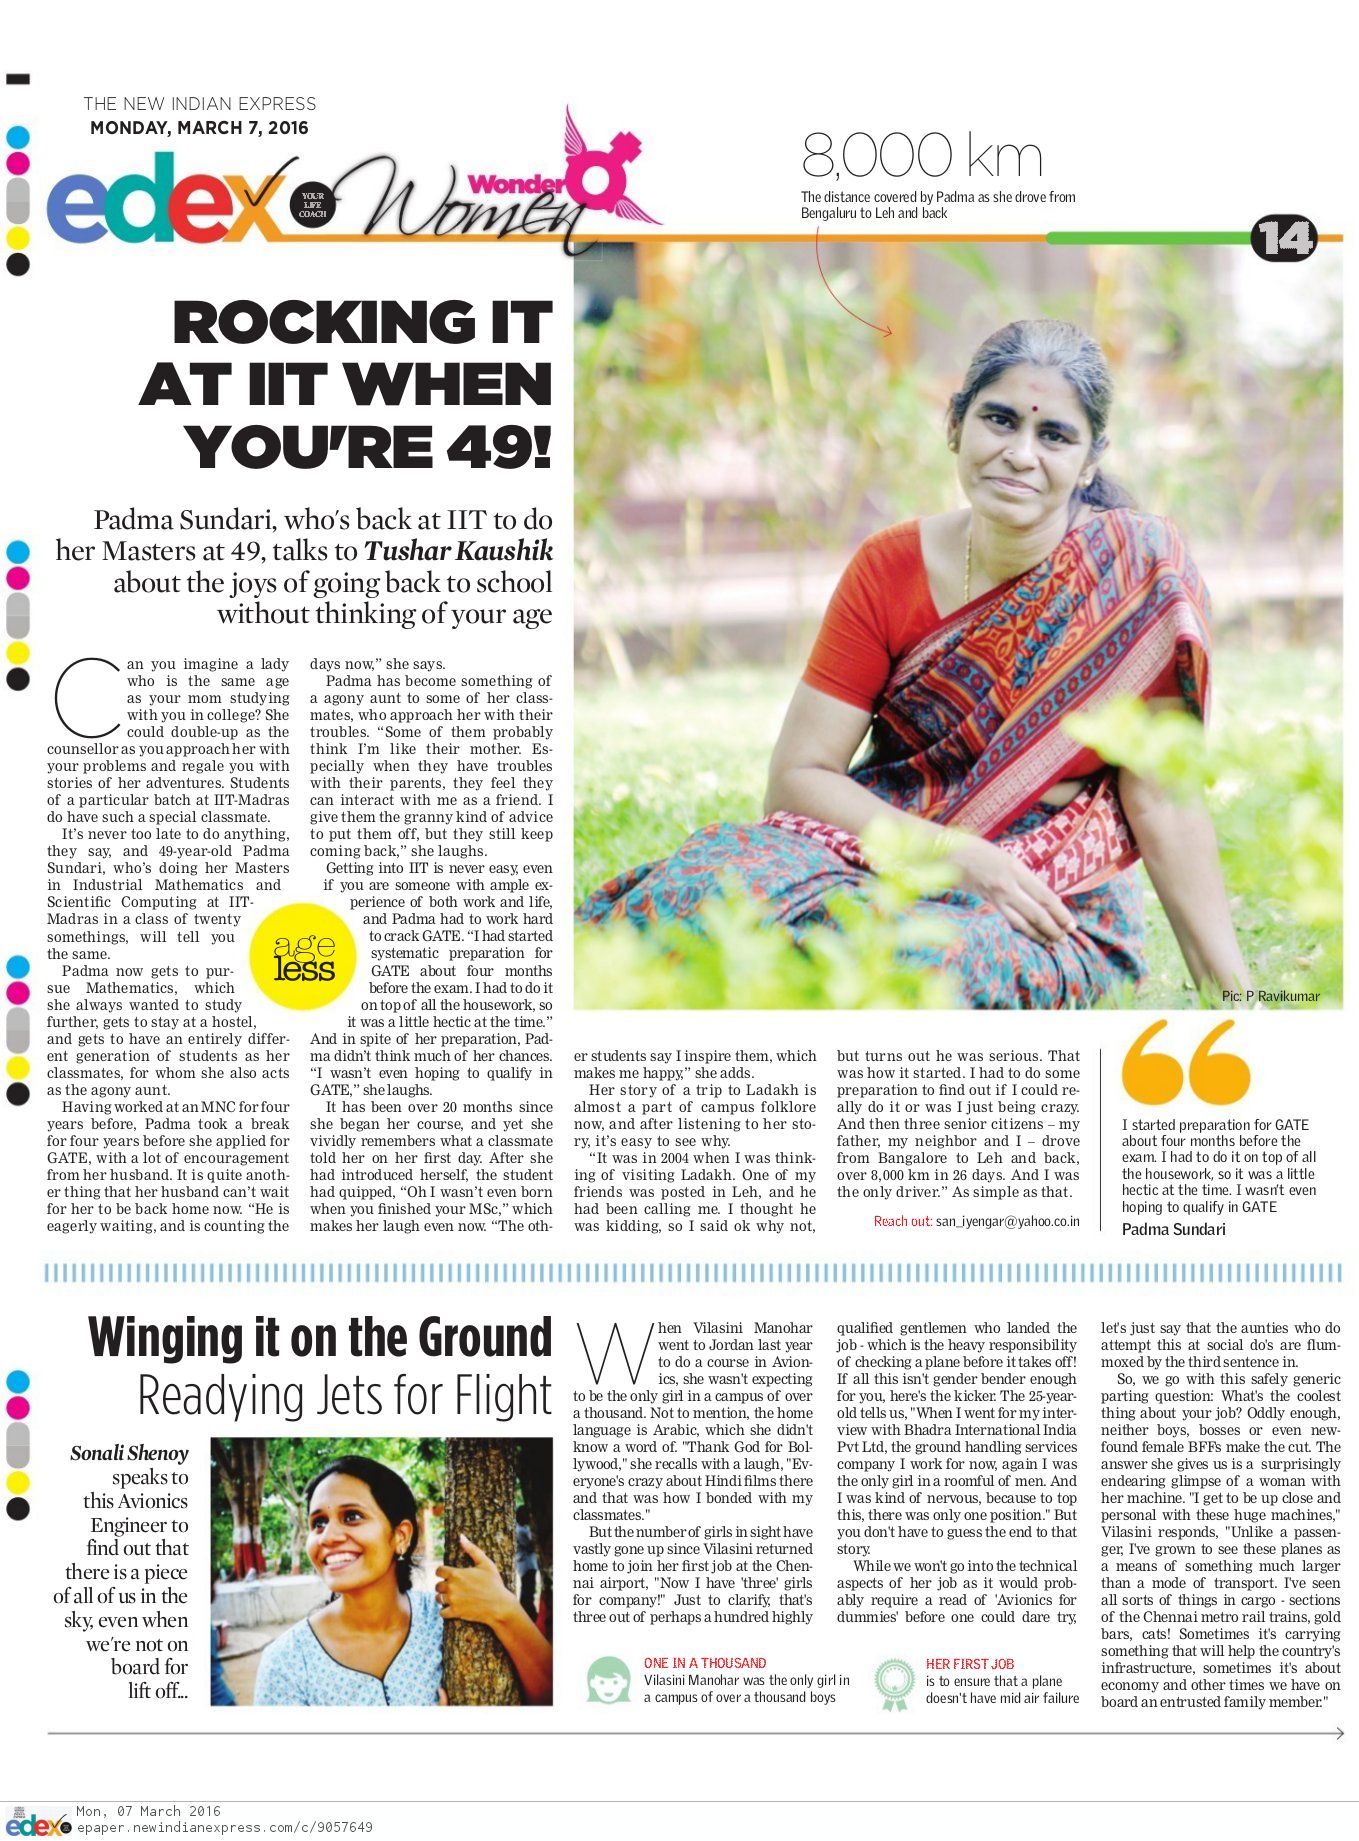 THE NEW INDIAN EXPRESS
MONDAY, MARCH 7, 2016
edex
YOUR
LIFE
COACH
Wonder
Women
8,000 km
The distance covered by Padma as she drove from
Bengaluru to Leh and back
14
ROCKING IT
AT IIT WHEN
YOU'RE 49!
Padma Sundari, who's back at IIT to do
her Masters at 49, talks to Tushar Kaushik
about the joys of going back to school
without thinking of your age
Can you imagine a lady
who is the same age
as your mom studying
with you in college? She
could double-up as the
counsellor as you approach her with
your problems and regale you with
stories of her adventures. Students
of a particular batch at IIT-Madras
do have such a special classmate.
It's never too late to do anything,
they say, and 49-year-old Padma
Sundari, who's doing her Masters
in Industrial Mathematics and
Scientific Computing at IIT-
Madras in a class of twenty
somethings, will tell you
the same.
Padma now gets to pur-
sue Mathematics, which
she always wanted to study
further, gets to stay at a hostel,
and gets to have an entirely differ-
ent generation of students as her
classmates, for whom she also acts
as the agony aunt.
Having worked at an MNC for four
years before, Padma took a break
for four years before she applied for
GATE, with a lot of encouragement
from her husband. It is quite anoth-
er thing that her husband can't wait
for her to be back home now. “He is
eagerly waiting, and is counting the
days now,” she says.
Padma has become something of
a agony aunt to some of her class-
mates, who approach her with their
troubles. “Some of them probably
think I'm like their mother. Es-
pecially when they have troubles
with their parents, they feel they
can interact with me as a friend. I
give them the granny kind of advice
to put them off, but they still keep
coming back,” she laughs.
Getting into IIT is never easy, even
if you are someone with ample ex-
perience of both work and life,
and Padma had to work hard
to crack GATE. “I had started
systematic preparation for
GATE about four months
before the exam. I had to do it
on top of all the housework, so
it was a little hectic at the time.”
And in spite of her preparation, Pad-
ma didn't think much of her chances.
“I wasn't even hoping to qualify in
GATE,” she laughs.
It has been over 20 months since
she began her course, and yet she
vividly remembers what a classmate
told her on her first day. After she
had introduced herself, the student
had quipped, “Oh I wasn't even born
when you finished your MSc,” which
makes her laugh even now. “The oth-
age
less
Pic: P Ravikumar
er students say I inspire them, which
makes me happy,” she adds.
Her story of a trip to Ladakh is
almost a part of campus folklore
now, and after listening to her sto-
ry, it's easy to see why.
“It was in 2004 when I was think-
ing of visiting Ladakh. One of my
friends was posted in Leh, and he
had been calling me. I thought he
was kidding, so I said ok why not,
but turns out he was serious. That
was how it started. I had to do some
preparation to find out if I could re-
ally do it or was I just being crazy.
And then three senior citizens – my
father, my neighbor and I – drove
from Bangalore to Leh and back,
over 8,000 km in 26 days. And I was
the only driver.” As simple as that.
Reach out: san_iyengar@yahoo.co.in
“
I started preparation for GATE
about four months before the
exam. I had to do it on top of all
the housework, so it was a little
hectic at the time. I wasn't even
hoping to qualify in GATE
Padma Sundari
Winging it on the Ground
Readying Jets for Flight
Sonali Shenoy
speaks to
this Avionics
Engineer to
find out that
there is a piece
of all of us in the
sky, even when
we're not on
board for
lift off...
When Vilasini Manohar
went to Jordan last year
to do a course in Avion-
ics, she wasn't expecting
to be the only girl in a campus of over
a thousand. Not to mention, the home
language is Arabic, which she didn't
know a word of. "Thank God for Bol-
lywood," she recalls with a laugh, "Ev-
eryone's crazy about Hindi films there
and that was how I bonded with my
classmates."
But the number of girls in sight have
vastly gone up since Vilasini returned
home to join her first job at the Chen-
nai airport, "Now I have 'three' girls
for company!" Just to clarify, that's
three out of perhaps a hundred highly
qualified gentlemen who landed the
job - which is the heavy responsibility
of checking a plane before it takes off!
If all this isn't gender bender enough
for you, here's the kicker. The 25-year-
old tells us, "When I went for my inter-
view with Bhadra International India
Pvt Ltd, the ground handling services
company I work for now, again I was
the only girl in a roomful of men. And
I was kind of nervous, because to top
this, there was only one position." But
you don't have to guess the end to that
story.
While we won't go into the technical
aspects of her job as it would prob-
ably require a read of 'Avionics for
dummies' before one could dare try,
let's just say that the aunties who do
attempt this at social do's are flum-
moxed by the third sentence in.
So, we go with this safely generic
parting question: What's the coolest
thing about your job? Oddly enough,
neither boys, bosses or even new-
found female BFFs make the cut. The
answer she gives us is a surprisingly
endearing glimpse of a woman with
her machine. "I get to be up close and
personal with these huge machines,"
Vilasini responds, "Unlike a passen-
ger, I've grown to see these planes as
a means of something much larger
than a mode of transport. I've seen
all sorts of things in cargo - sections
of the Chennai metro rail trains, gold
bars, cats! Sometimes it's carrying
something that will help the country's
infrastructure, sometimes it's about
economy and other times we have on
board an entrusted family member."
ONE IN A THOUSAND
Vilasini Manohar was the only girl in
a campus of over a thousand boys
HER FIRST JOB
is to ensure that a plane
doesn't have mid air failure
edex
Mon, 07 March 2016
epaper.newindianexpress.com/c/9057649